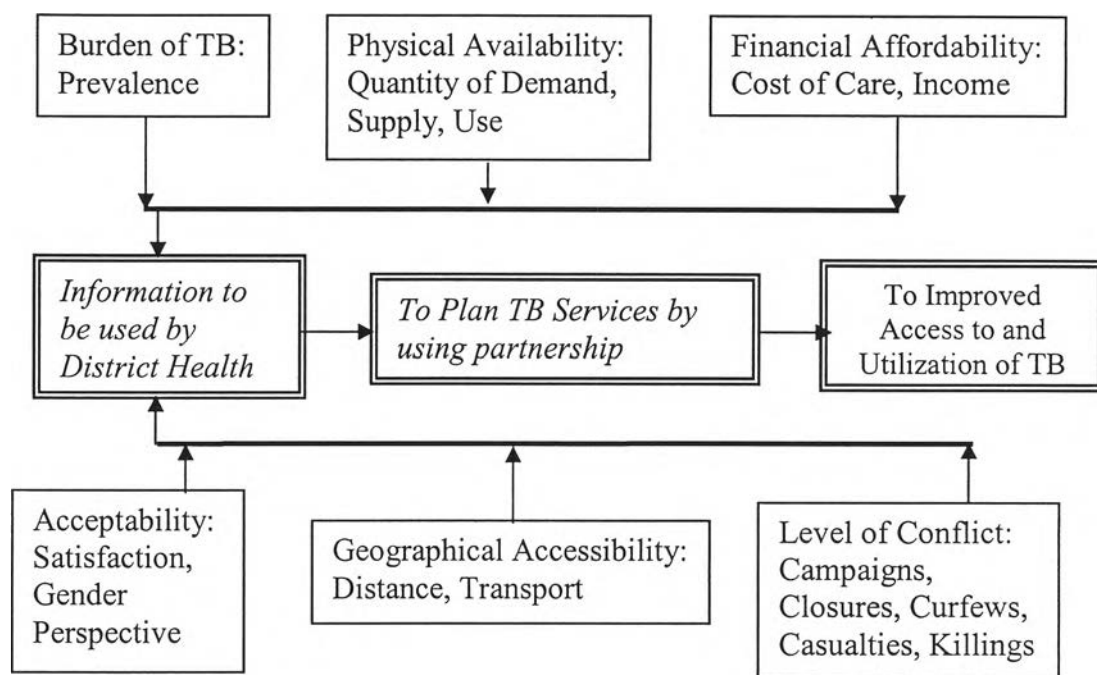 Burden of TB:
Prevalence
Physical Availability:
Quantity of Demand,
Supply, Use
Financial Affordability:
Cost of Care, Income
Information to
be used by
District Health
To Plan TB Services by
using partnership
To Improved
Access to and
Utilization of TB
Acceptability:
Satisfaction,
Gender
Perspective
Geographical Accessibility:
Distance, Transport
Level of Conflict:
Campaigns,
Closures, Curfews,
Casualties, Killings